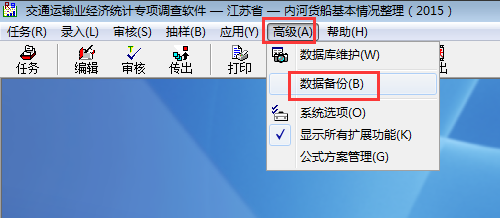 交通运输业经济统计专项调查软件 — 江苏省 — 内河货船基本情况整理（2015）
任务(R) 录入(L) 审核(S) 抽样(B) 应用(Y) 高级(A) 帮助(H)
任务 编辑 审核 传出 打印 出
数据库维护(W)
数据备份(B)
系统选项(O)
显示所有扩展功能(K)
公式方案管理(G)